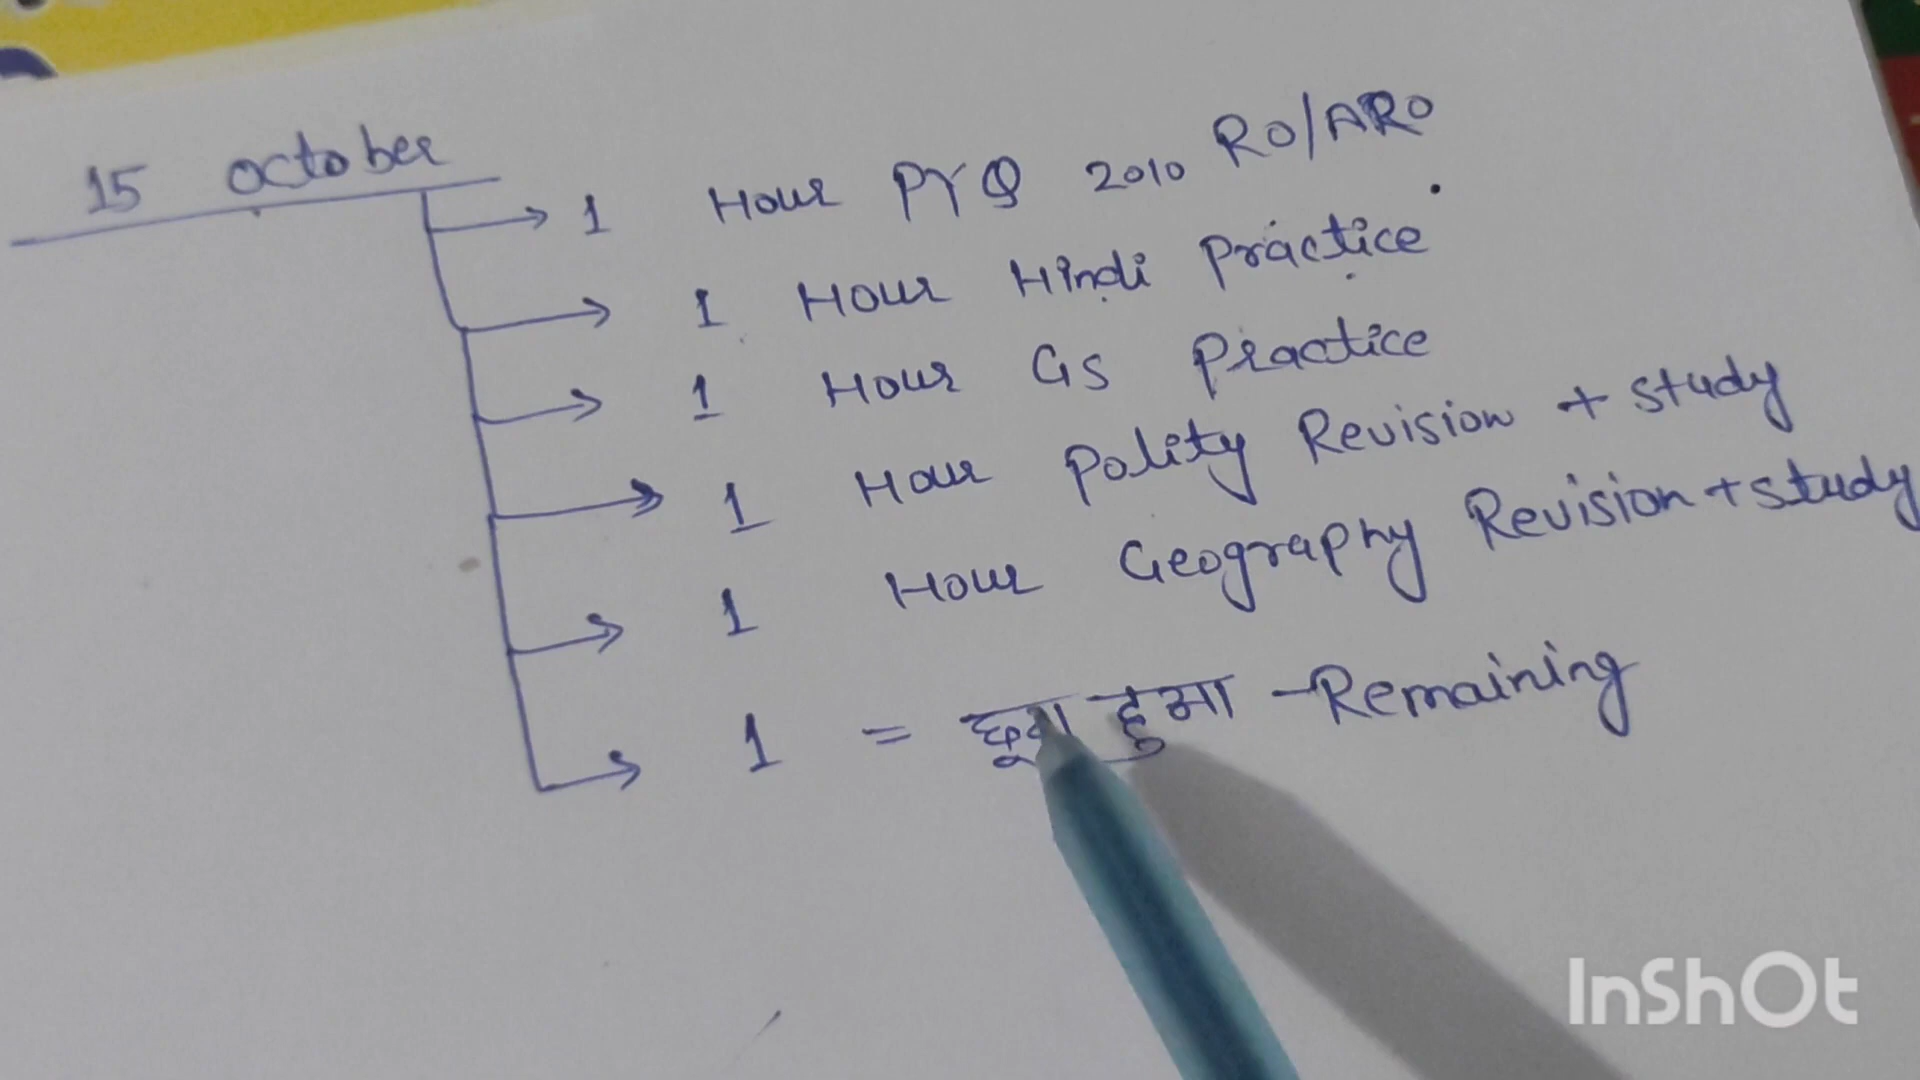 15 october
1 Hour PYQ 2010 RO/ARO
1 Hour Hindi Practice
1 Hour GS Practice
1 Hour Polity Revision + study
1 Hour Geography Revision + study
1 = हुआ - Remaining
InShOt